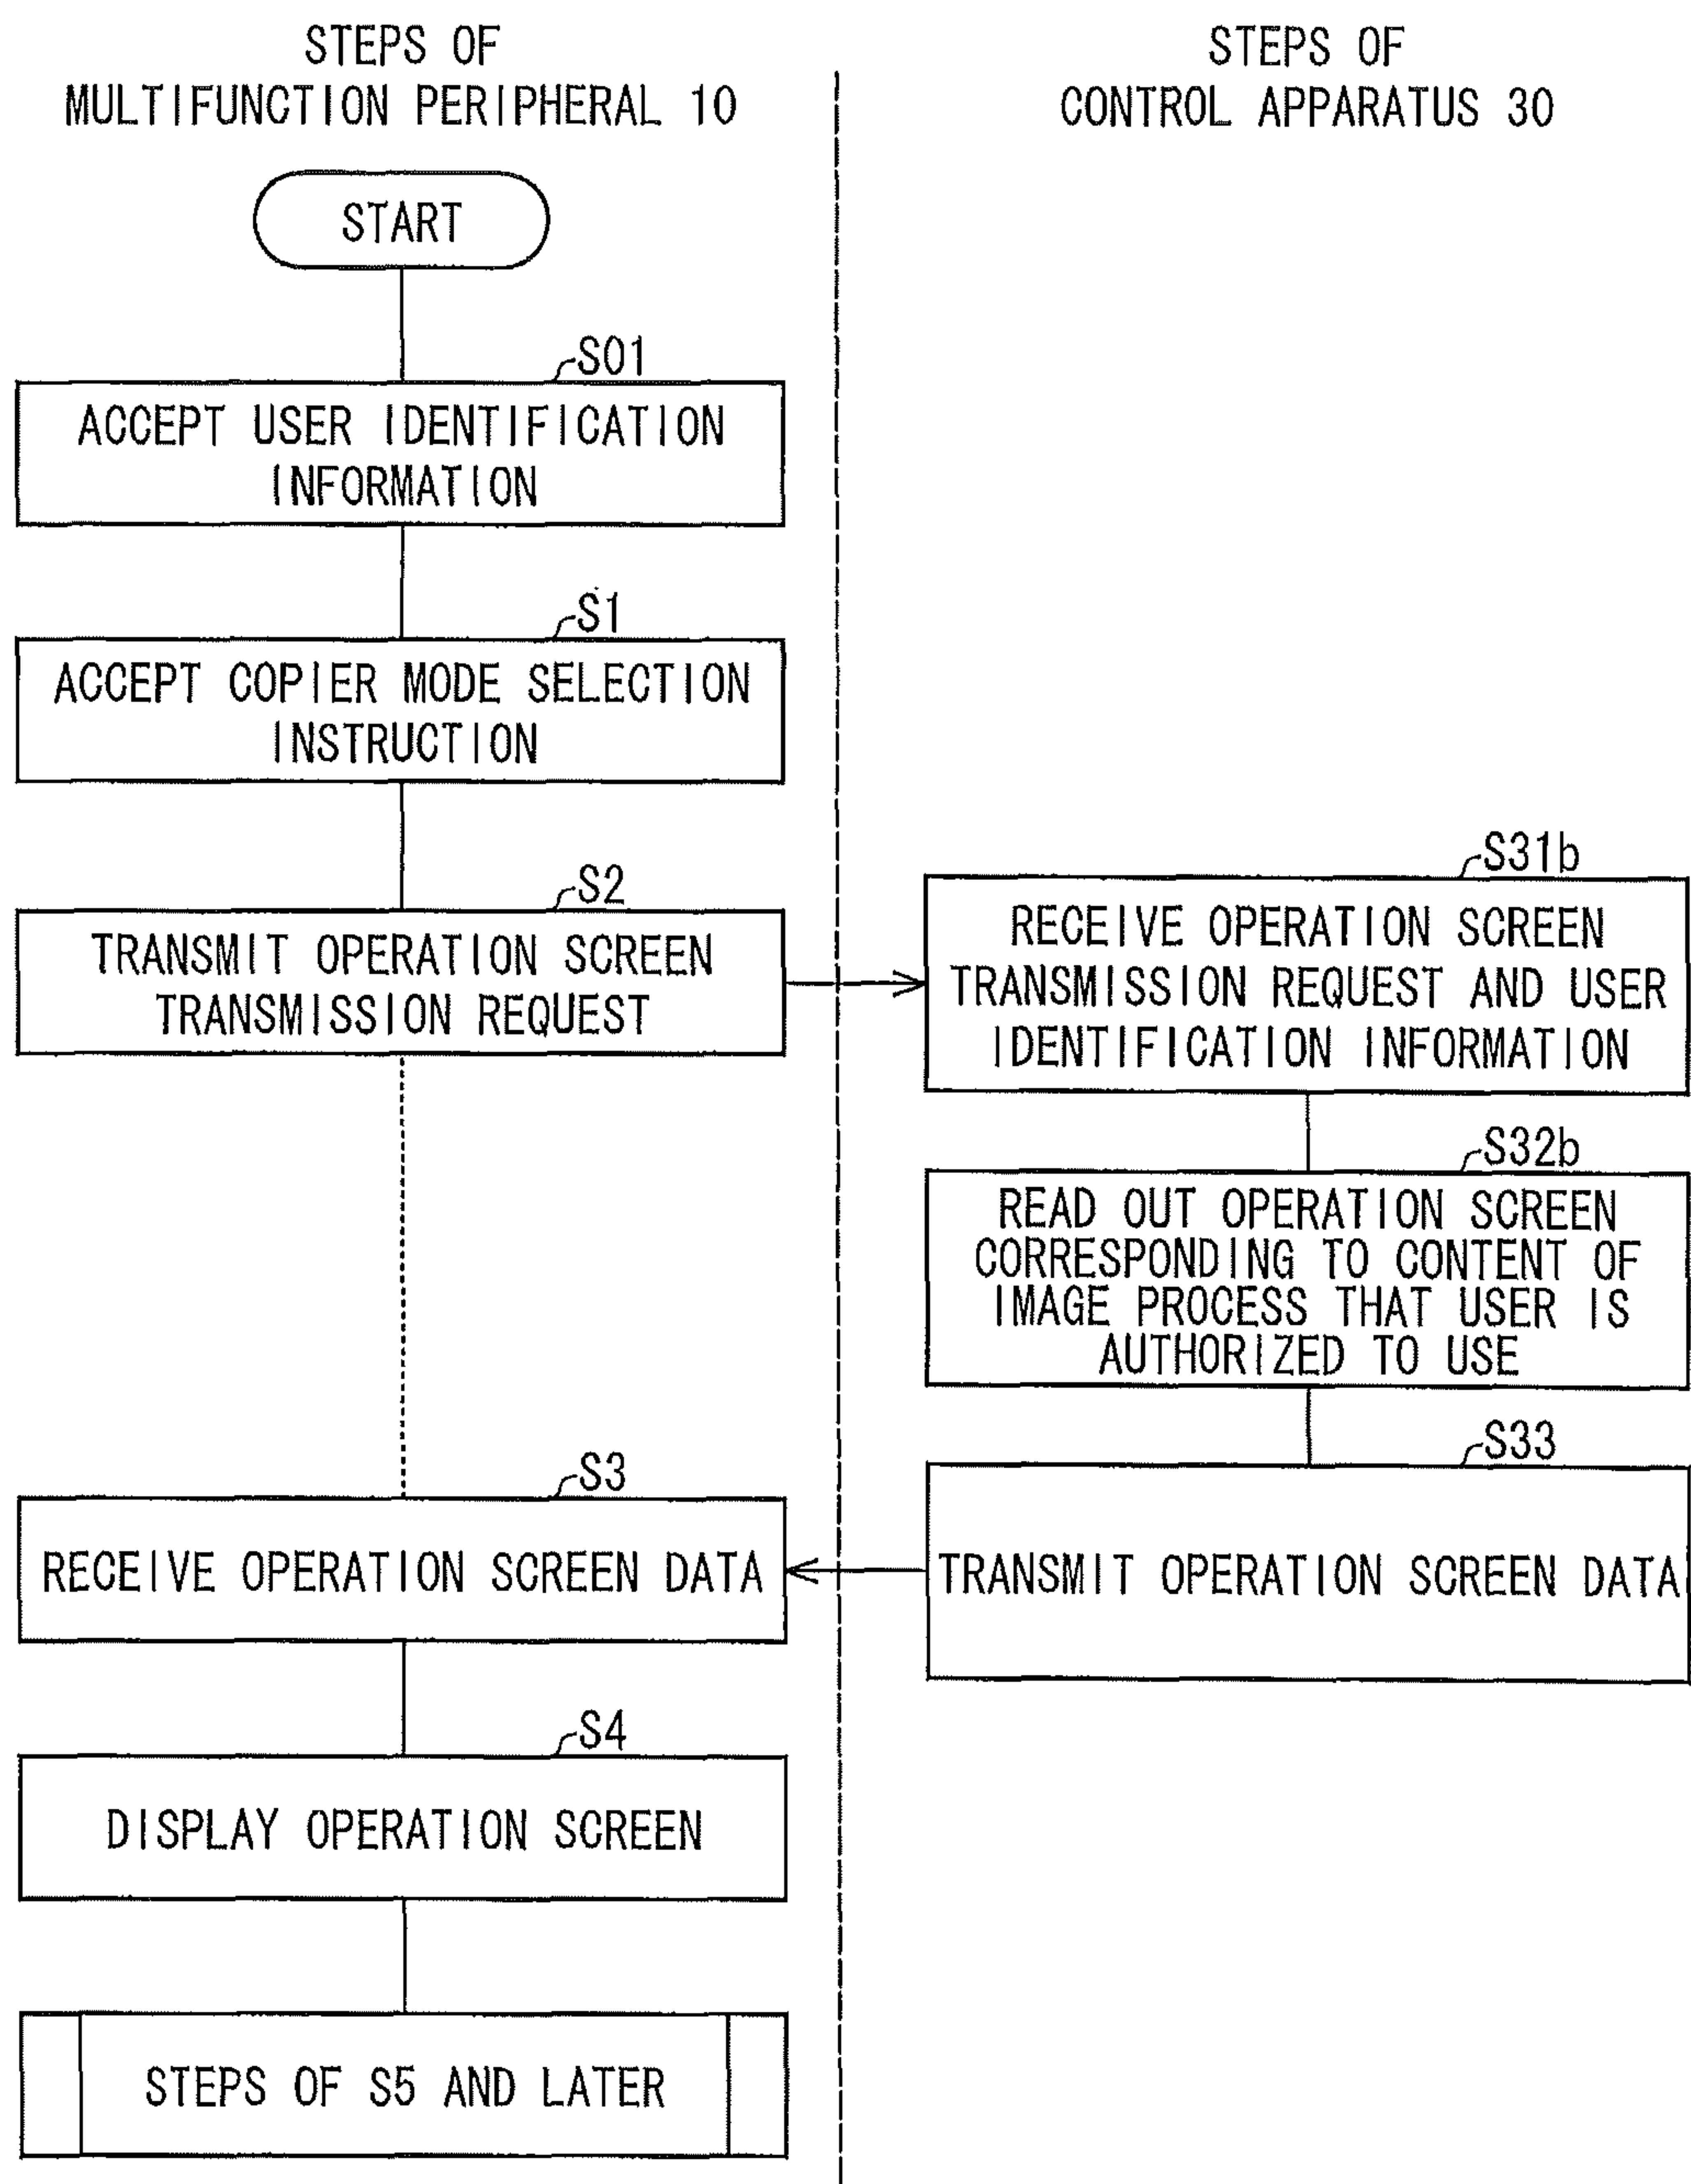 STEPS OF
MULTIFUNCTION PERIPHERAL 10
STEPS OF
CONTROL APPARATUS 30
START
S01
ACCEPT USER IDENTIFICATION
INFORMATION
S1
ACCEPT COPIER MODE SELECTION
INSTRUCTION
S2
TRANSMIT OPERATION SCREEN
TRANSMISSION REQUEST
S31b
RECEIVE OPERATION SCREEN
TRANSMISSION REQUEST AND USER
IDENTIFICATION INFORMATION
S32b
READ OUT OPERATION SCREEN
CORRESPONDING TO CONTENT OF
IMAGE PROCESS THAT USER IS
AUTHORIZED TO USE
S33
TRANSMIT OPERATION SCREEN DATA
S3
RECEIVE OPERATION SCREEN DATA
S4
DISPLAY OPERATION SCREEN
STEPS OF S5 AND LATER